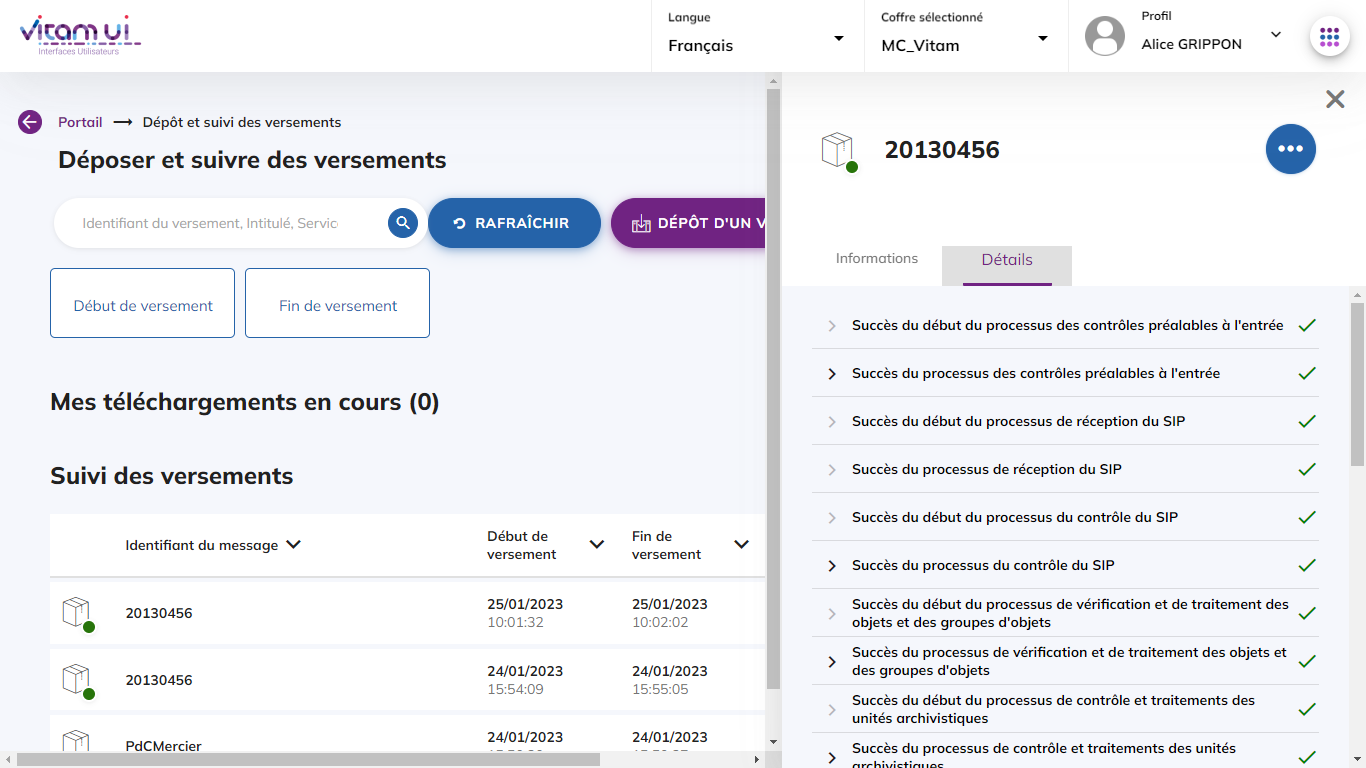 vitam ui
Interfaces Utilisateurs
Langue
Français
Coffre sélectionné
MC_Vitam
Profil
Alice GRIPPON
Portail
Dépôt et suivi des versements
Déposer et suivre des versements
Identifiant du versement, Intitulé, Servic
RAFRAÎCHIR
DÉPÔT D'UN V
Début de versement
Fin de versement
Mes téléchargements en cours (0)
Suivi des versements
Identifiant du message
Début de
versement
Fin de
versement
20130456
25/01/2023
10:01:32
25/01/2023
10:02:02
20130456
24/01/2023
15:54:09
24/01/2023
15:55:05
PdCMercier
24/01/2023
24/01/2023
20130456
Informations
Détails
Succès du début du processus des contrôles préalables à l'entrée
Succès du processus des contrôles préalables à l'entrée
Succès du début du processus de réception du SIP
Succès du processus de réception du SIP
Succès du début du processus du contrôle du SIP
Succès du processus du contrôle du SIP
Succès du début du processus de vérification et de traitement des
objets et des groupes d'objets
Succès du processus de vérification et de traitement des objets et
des groupes d'objets
Succès du début du processus de contrôle et traitements des
unités archivistiques
Succès du processus de contrôle et traitements des unités
archivistiques